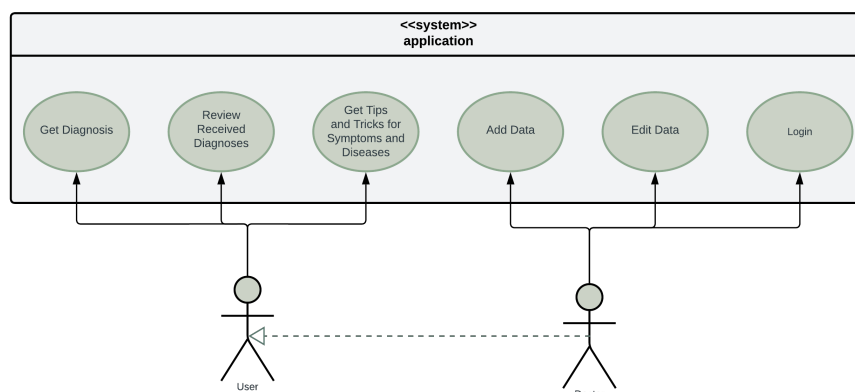 <<system>>
application
Get Diagnosis
Review
Received
Diagnoses
Get Tips
and Tricks for
Symptoms and
Diseases
Add Data
Edit Data
Login
User